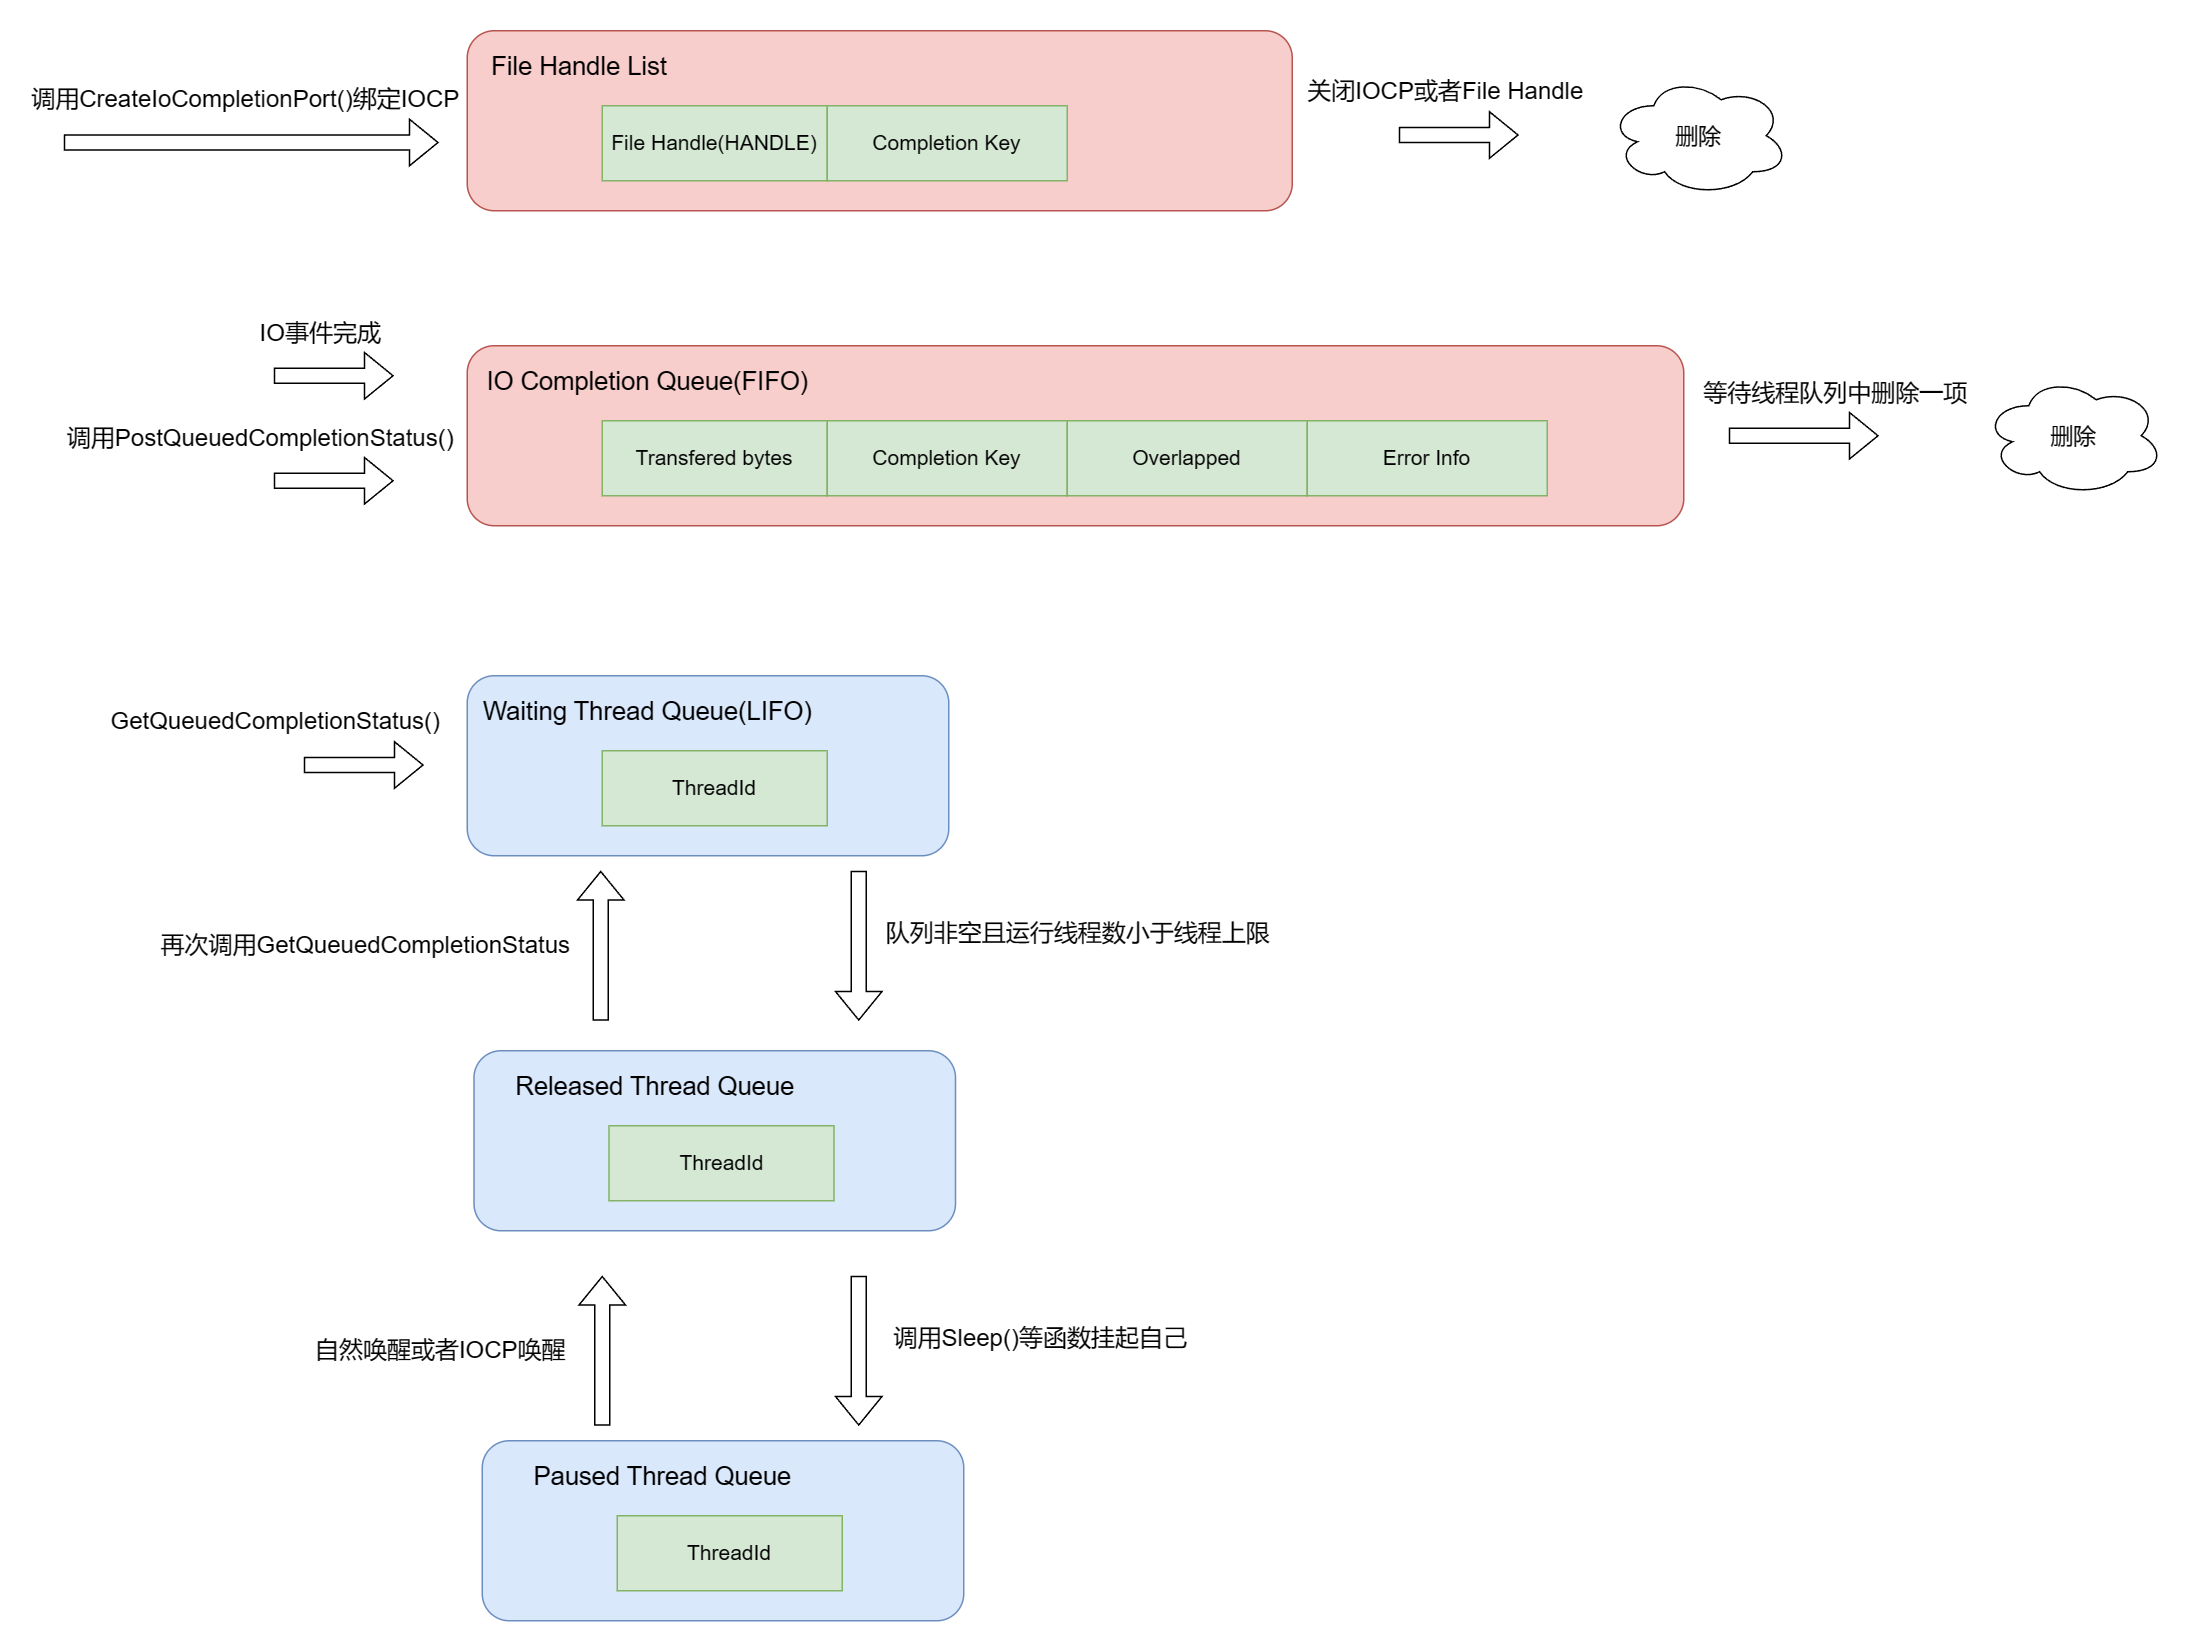 File Handle List
调用CreateIoCompletionPort()绑定IOCP
File Handle(HANDLE)
Completion Key
关闭IOCP或者File Handle
删除
IO事件完成
调用PostQueuedCompletionStatus()
IO Completion Queue(FIFO)
Transfered bytes
Completion Key
Overlapped
Error Info
等待线程队列中删除一项
删除
GetQueuedCompletionStatus()
Waiting Thread Queue(LIFO)
ThreadId
再次调用GetQueuedCompletionStatus
队列非空且运行线程数小于线程上限
Released Thread Queue
ThreadId
自然唤醒或者IOCP唤醒
调用Sleep()等函数挂起自己
Paused Thread Queue
ThreadId